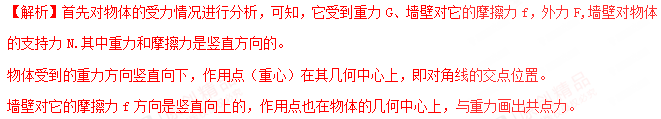 【解析】首先对物体的受力情况进行分析，可知，它受到重力 G、墙壁对它的摩擦力 f，外力 F,墙壁对物体
的支持力 N.其中重力和摩擦力是竖直方向的。
物体受到的重力方向竖直向下，作用点（重心）在其几何中心上，即对角线的交点位置。
墙壁对它的摩擦力 f 方向是竖直向上的，作用点也在物体的几何中心上，与重力画出共点力。